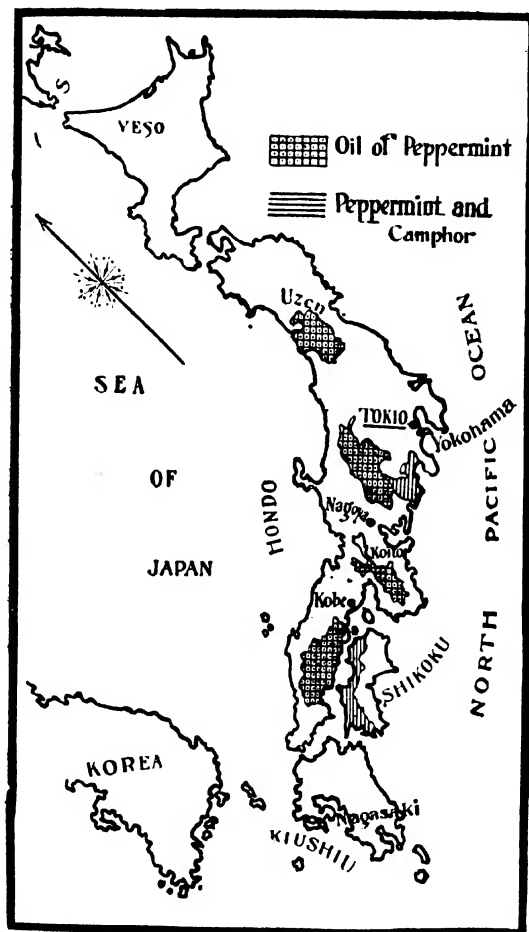 S
YESO
Oil of Peppermint
Peppermint and
Camphor
Uzen
SEA
OF
JAPAN
OCEAN
PACIFIC
NORTH
TOKIO
Yokohama
HONDO
Nagoya
Kobe
SHIKOKU
KOREA
Nagasaki
KIUSHIU